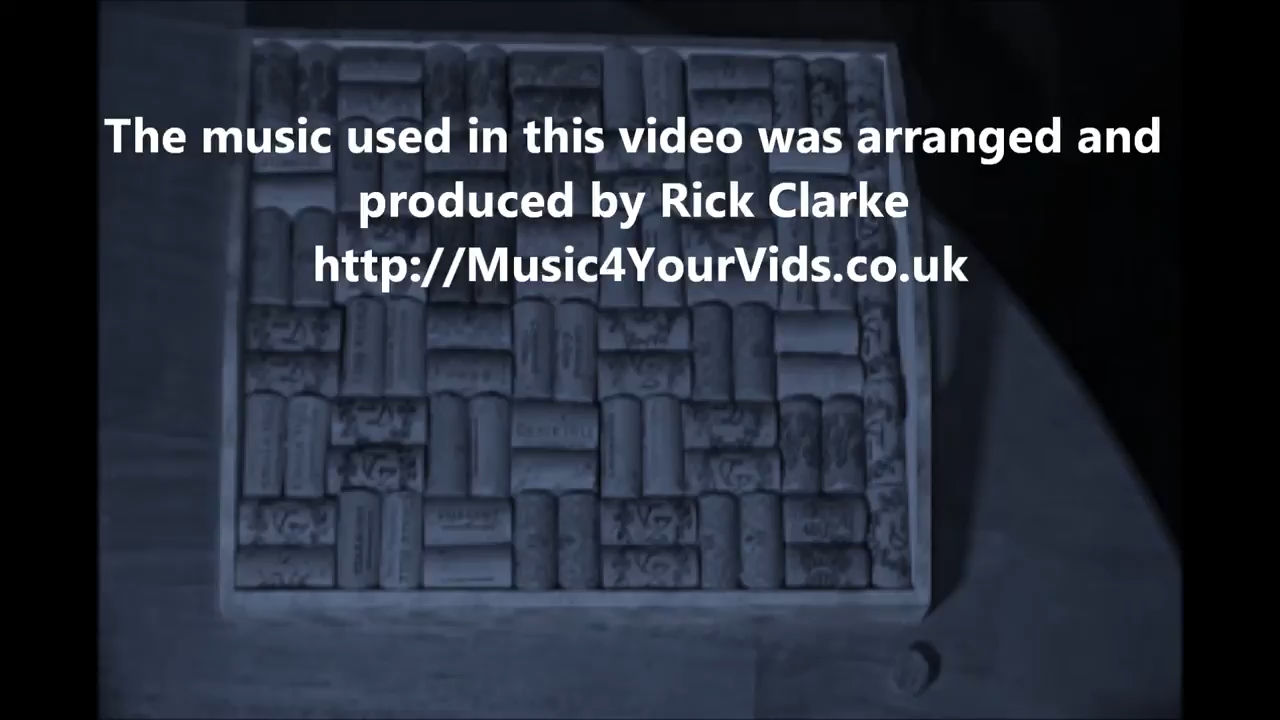 The music used in this video was arranged and
produced by Rick Clarke
http://Music4YourVids.co.uk